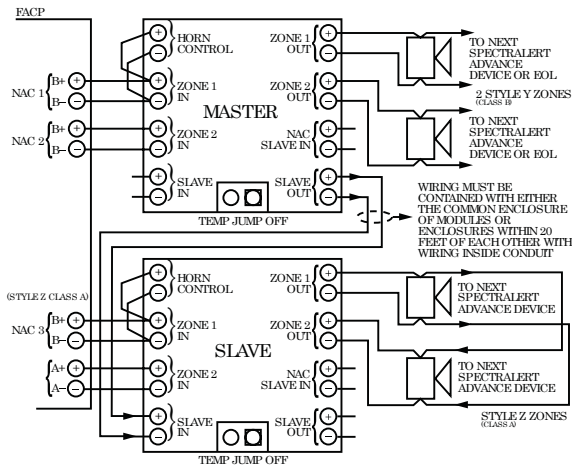 FACP
HORN
CONTROL
ZONE 1
OUT
+
−
TO NEXT
SPECTRALERT
ADVANCE
DEVICE OR EOL
NAC 1
B+
B−
ZONE 1
IN
ZONE 2
OUT
2 STYLE Y ZONES
(CLASS B)
MASTER
NAC 2
B+
B−
ZONE 2
IN
NAC
SLAVE IN
TO NEXT
SPECTRALERT
ADVANCE
DEVICE OR EOL
SLAVE
IN
SLAVE
OUT
TEMP JUMP OFF
WIRING MUST BE
CONTAINED WITH EITHER
THE COMMON ENCLOSURE
OF MODULES OR
ENCLOSURES WITHIN 20
FEET OF EACH OTHER WITH
WIRING INSIDE CONDUIT
HORN
CONTROL
ZONE 1
OUT
TO NEXT
SPECTRALERT
ADVANCE DEVICE
(STYLE Z CLASS A)
NAC 3
B+
B−
ZONE 1
IN
ZONE 2
OUT
SLAVE
A+
A−
ZONE 2
IN
NAC
SLAVE IN
TO NEXT
SPECTRALERT
ADVANCE DEVICE
SLAVE
IN
SLAVE
OUT
STYLE Z ZONES
(CLASS A)
TEMP JUMP OFF